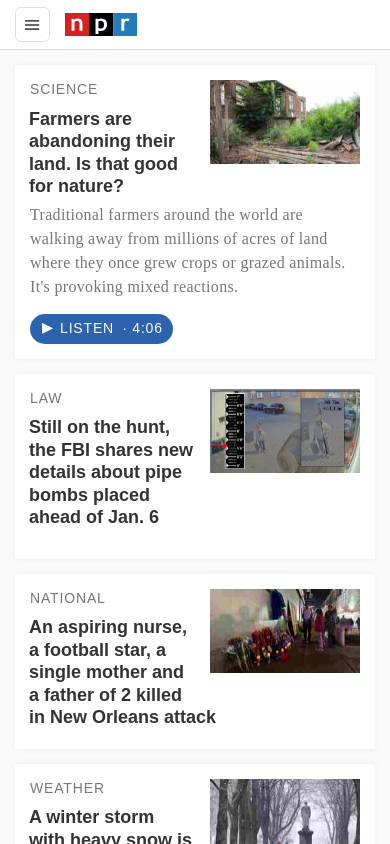 npr
SCIENCE
Farmers are
abandoning their
land. Is that good
for nature?
Traditional farmers around the world are
walking away from millions of acres of land
where they once grew crops or grazed animals.
It's provoking mixed reactions.
LISTEN · 4:06
LAW
Still on the hunt,
the FBI shares new
details about pipe
bombs placed
ahead of Jan. 6
NATIONAL
An aspiring nurse,
a football star, a
single mother and
a father of 2 killed
in New Orleans attack
WEATHER
A winter storm
with heavy snow is